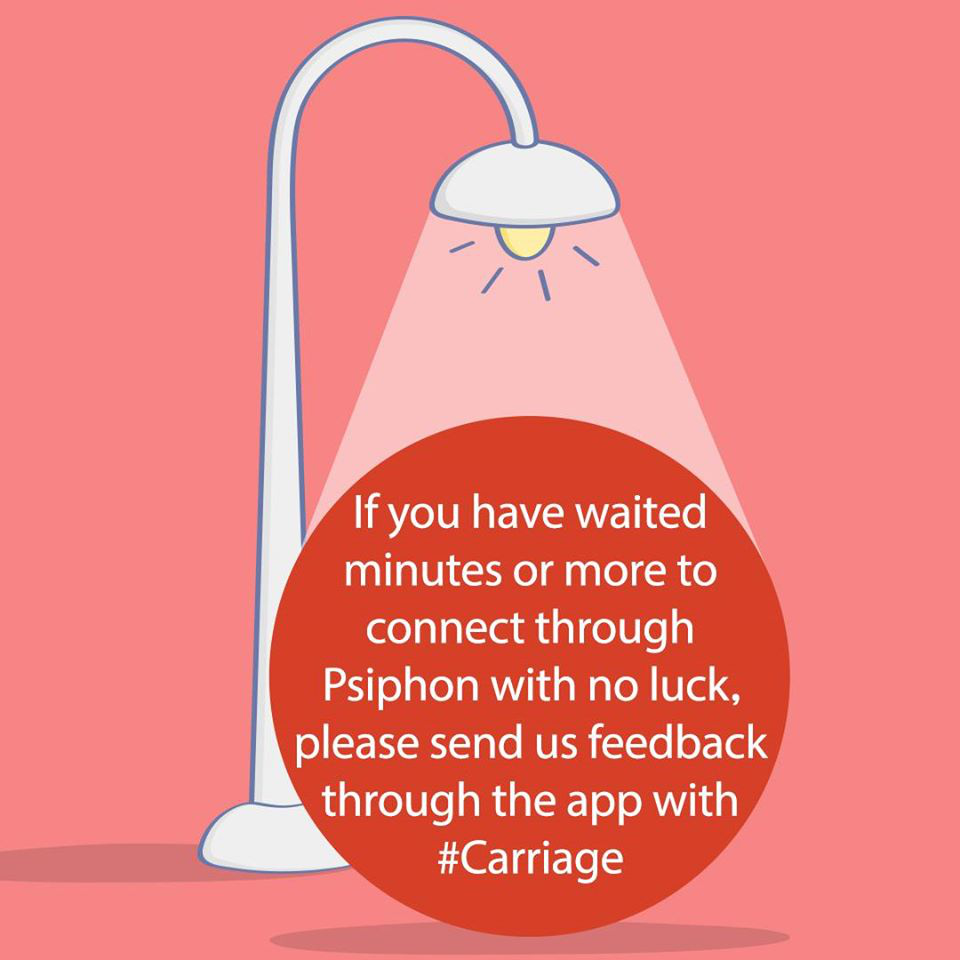 If you have waited
minutes or more to
connect through
Psiphon with no luck,
please send us feedback
through the app with
#Carriage